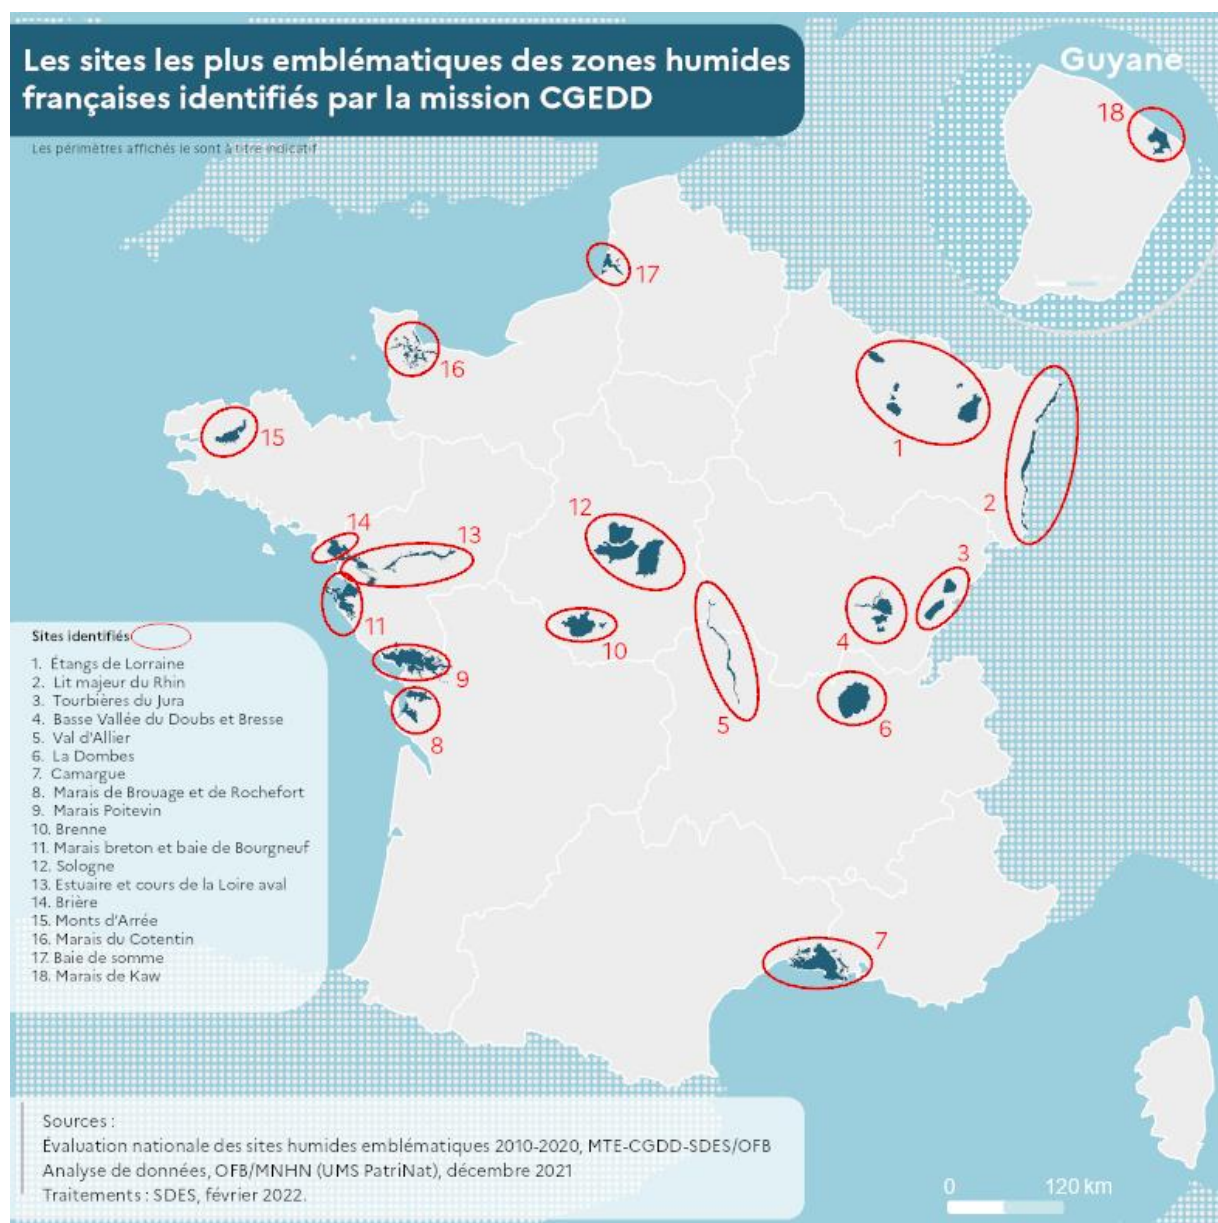 Les sites les plus emblématiques des zones humides
françaises identifiés par la mission CGEDD
Les périmètres affichés le sont à titre indicatif
Guyane
18
17
16
15
1
2
14
13
12
3
4
11
10
9
5
6
8
7
Sites identifiés
1. Étangs de Lorraine
2. Lit majeur du Rhin
3. Tourbières du Jura
4. Basse Vallée du Doubs et Bresse
5. Val d'Allier
6. La Dombes
7. Camargue
8. Marais de Brouage et de Rochefort
9. Marais Poitevin
10. Brenne
11. Marais breton et baie de Bourgneuf
12. Sologne
13. Estuaire et cours de la Loire aval
14. Brière
15. Monts d'Arrée
16. Marais du Cotentin
17. Baie de somme
18. Marais de Kaw
Sources :
Évaluation nationale des sites humides emblématiques 2010-2020, MTE-CGDD-SDES/OFB
Analyse de données, OFB/MNHN (UMS PatriNat), décembre 2021
Traitements : SDES, février 2022.
0 120 km